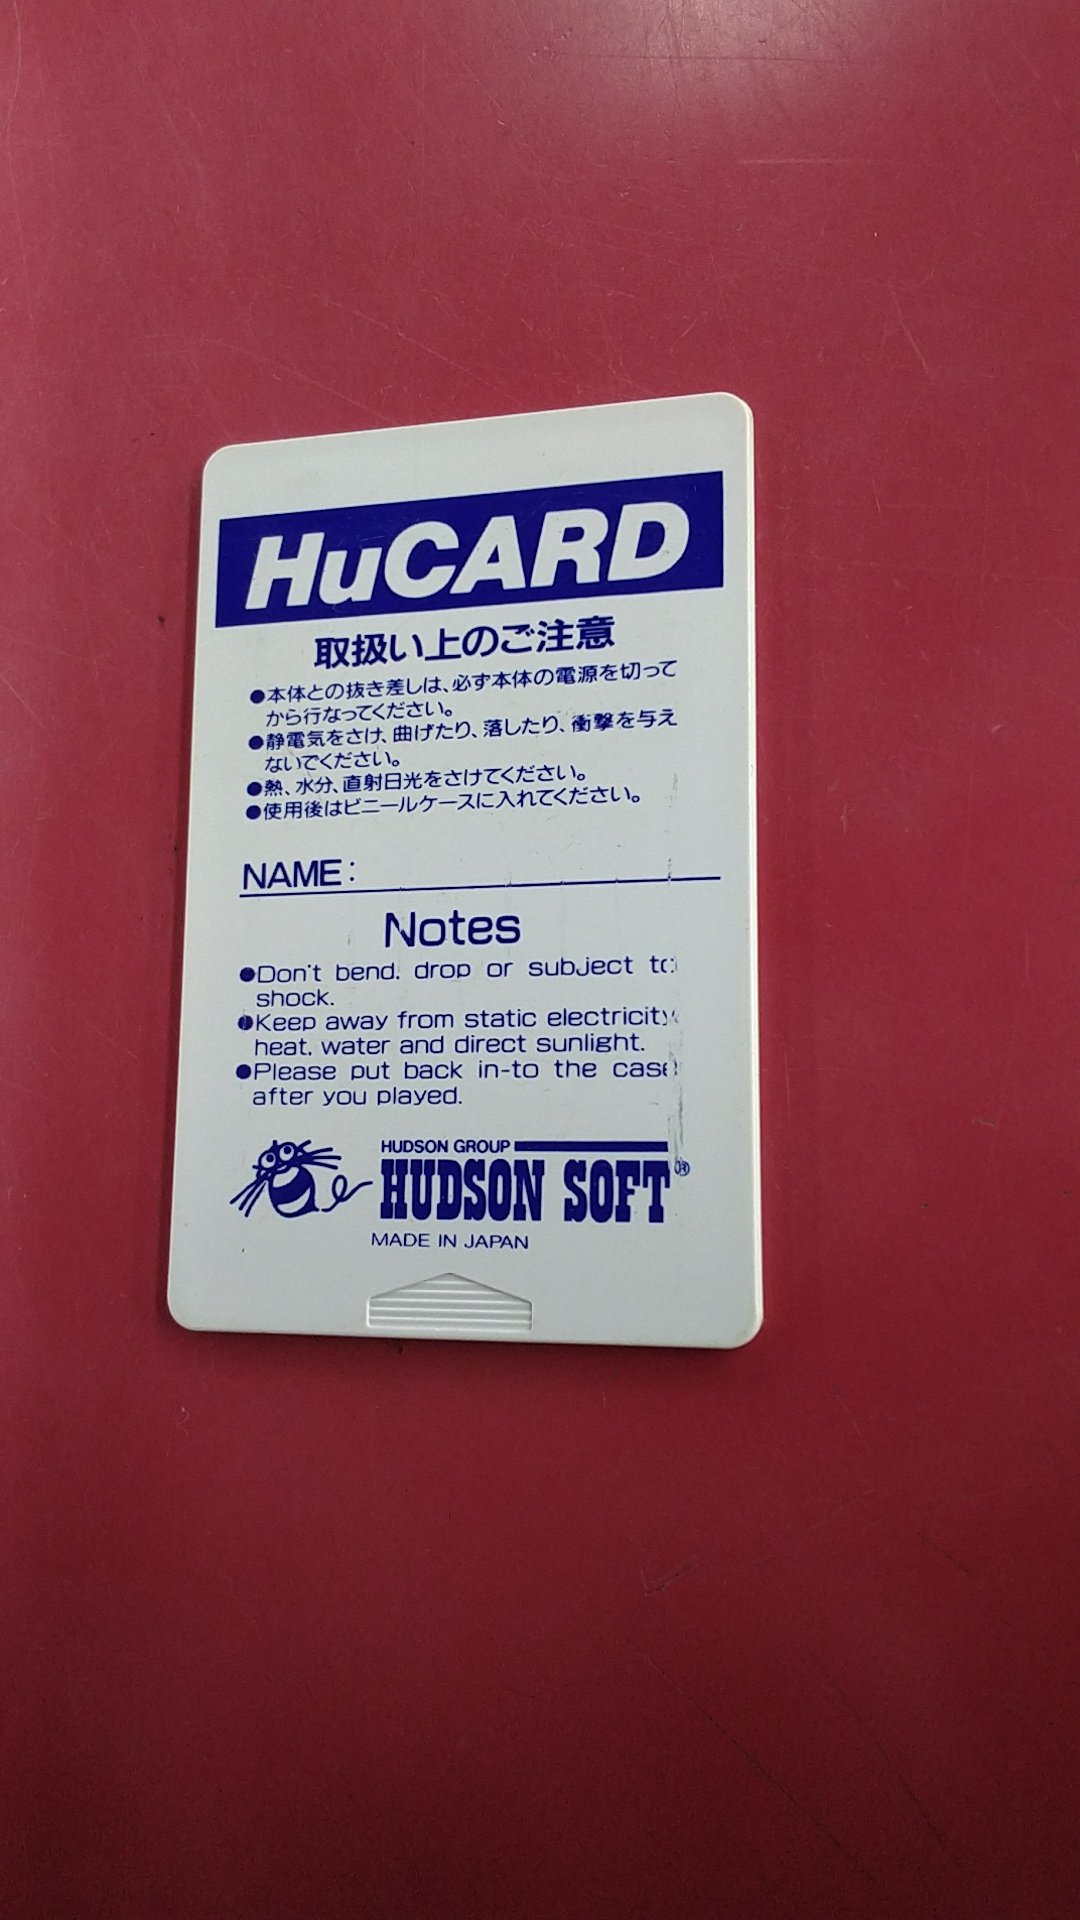 HuCARD
取扱い上のご注意
●本体との抜き差しは、必ず本体の電源を切って
から行なってください。
●静電気をさけ、曲げたり、落したり、衝撃を与え
ないでください。
●熱、水分、直射日光をさけてください。
●使用後はビニールケースに入れてください。
NAME:
Notes
●Don't bend, drop or subject to
shock.
●Keep away from static electricity
heat, water and direct sunlight.
●Please put back in-to the case
after you played.
HUDSON GROUP
HUDSON SOFT®
MADE IN JAPAN